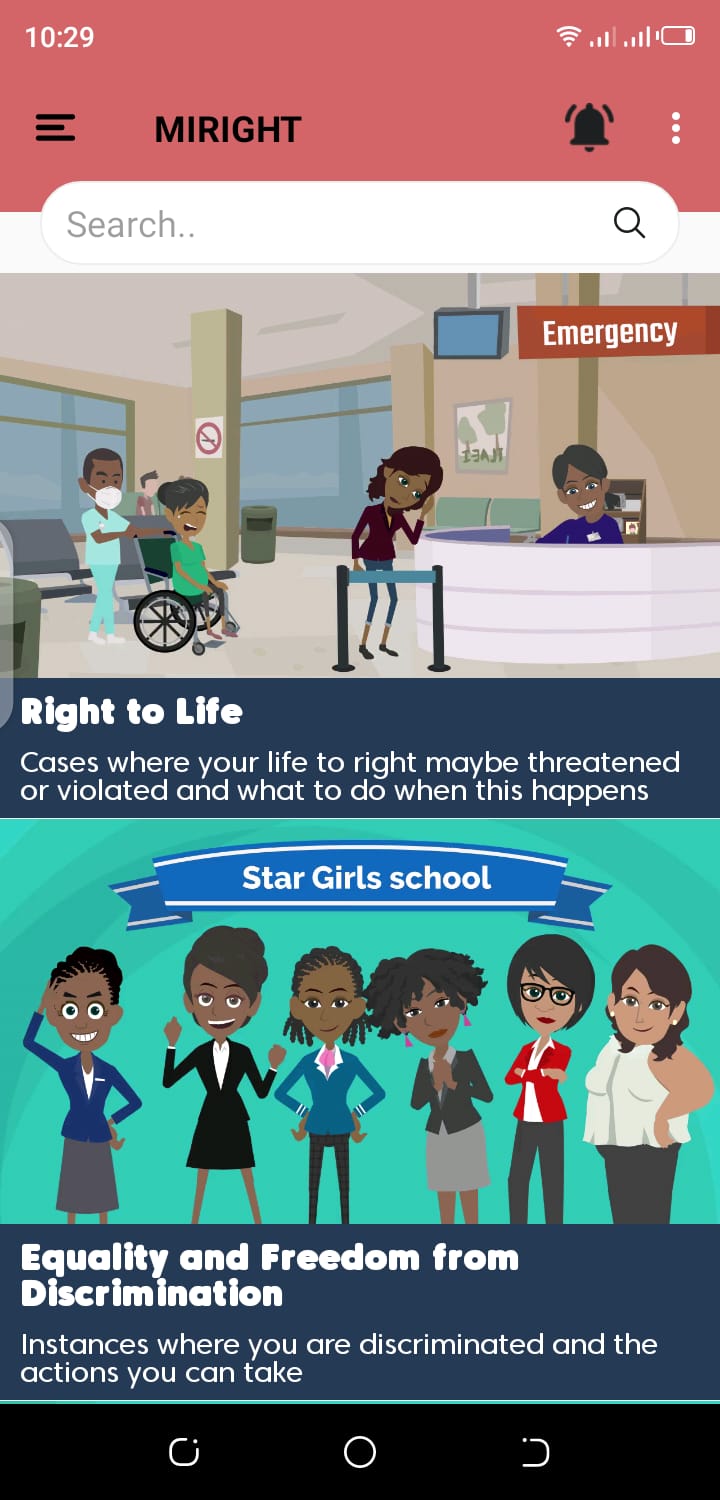 10:29
MIRIGHT
Search..
Emergency
Right to Life
Cases where your life to right maybe threatened
or violated and what to do when this happens
Star Girls school
Equality and Freedom from
Discrimination
Instances where you are discriminated and the
actions you can take